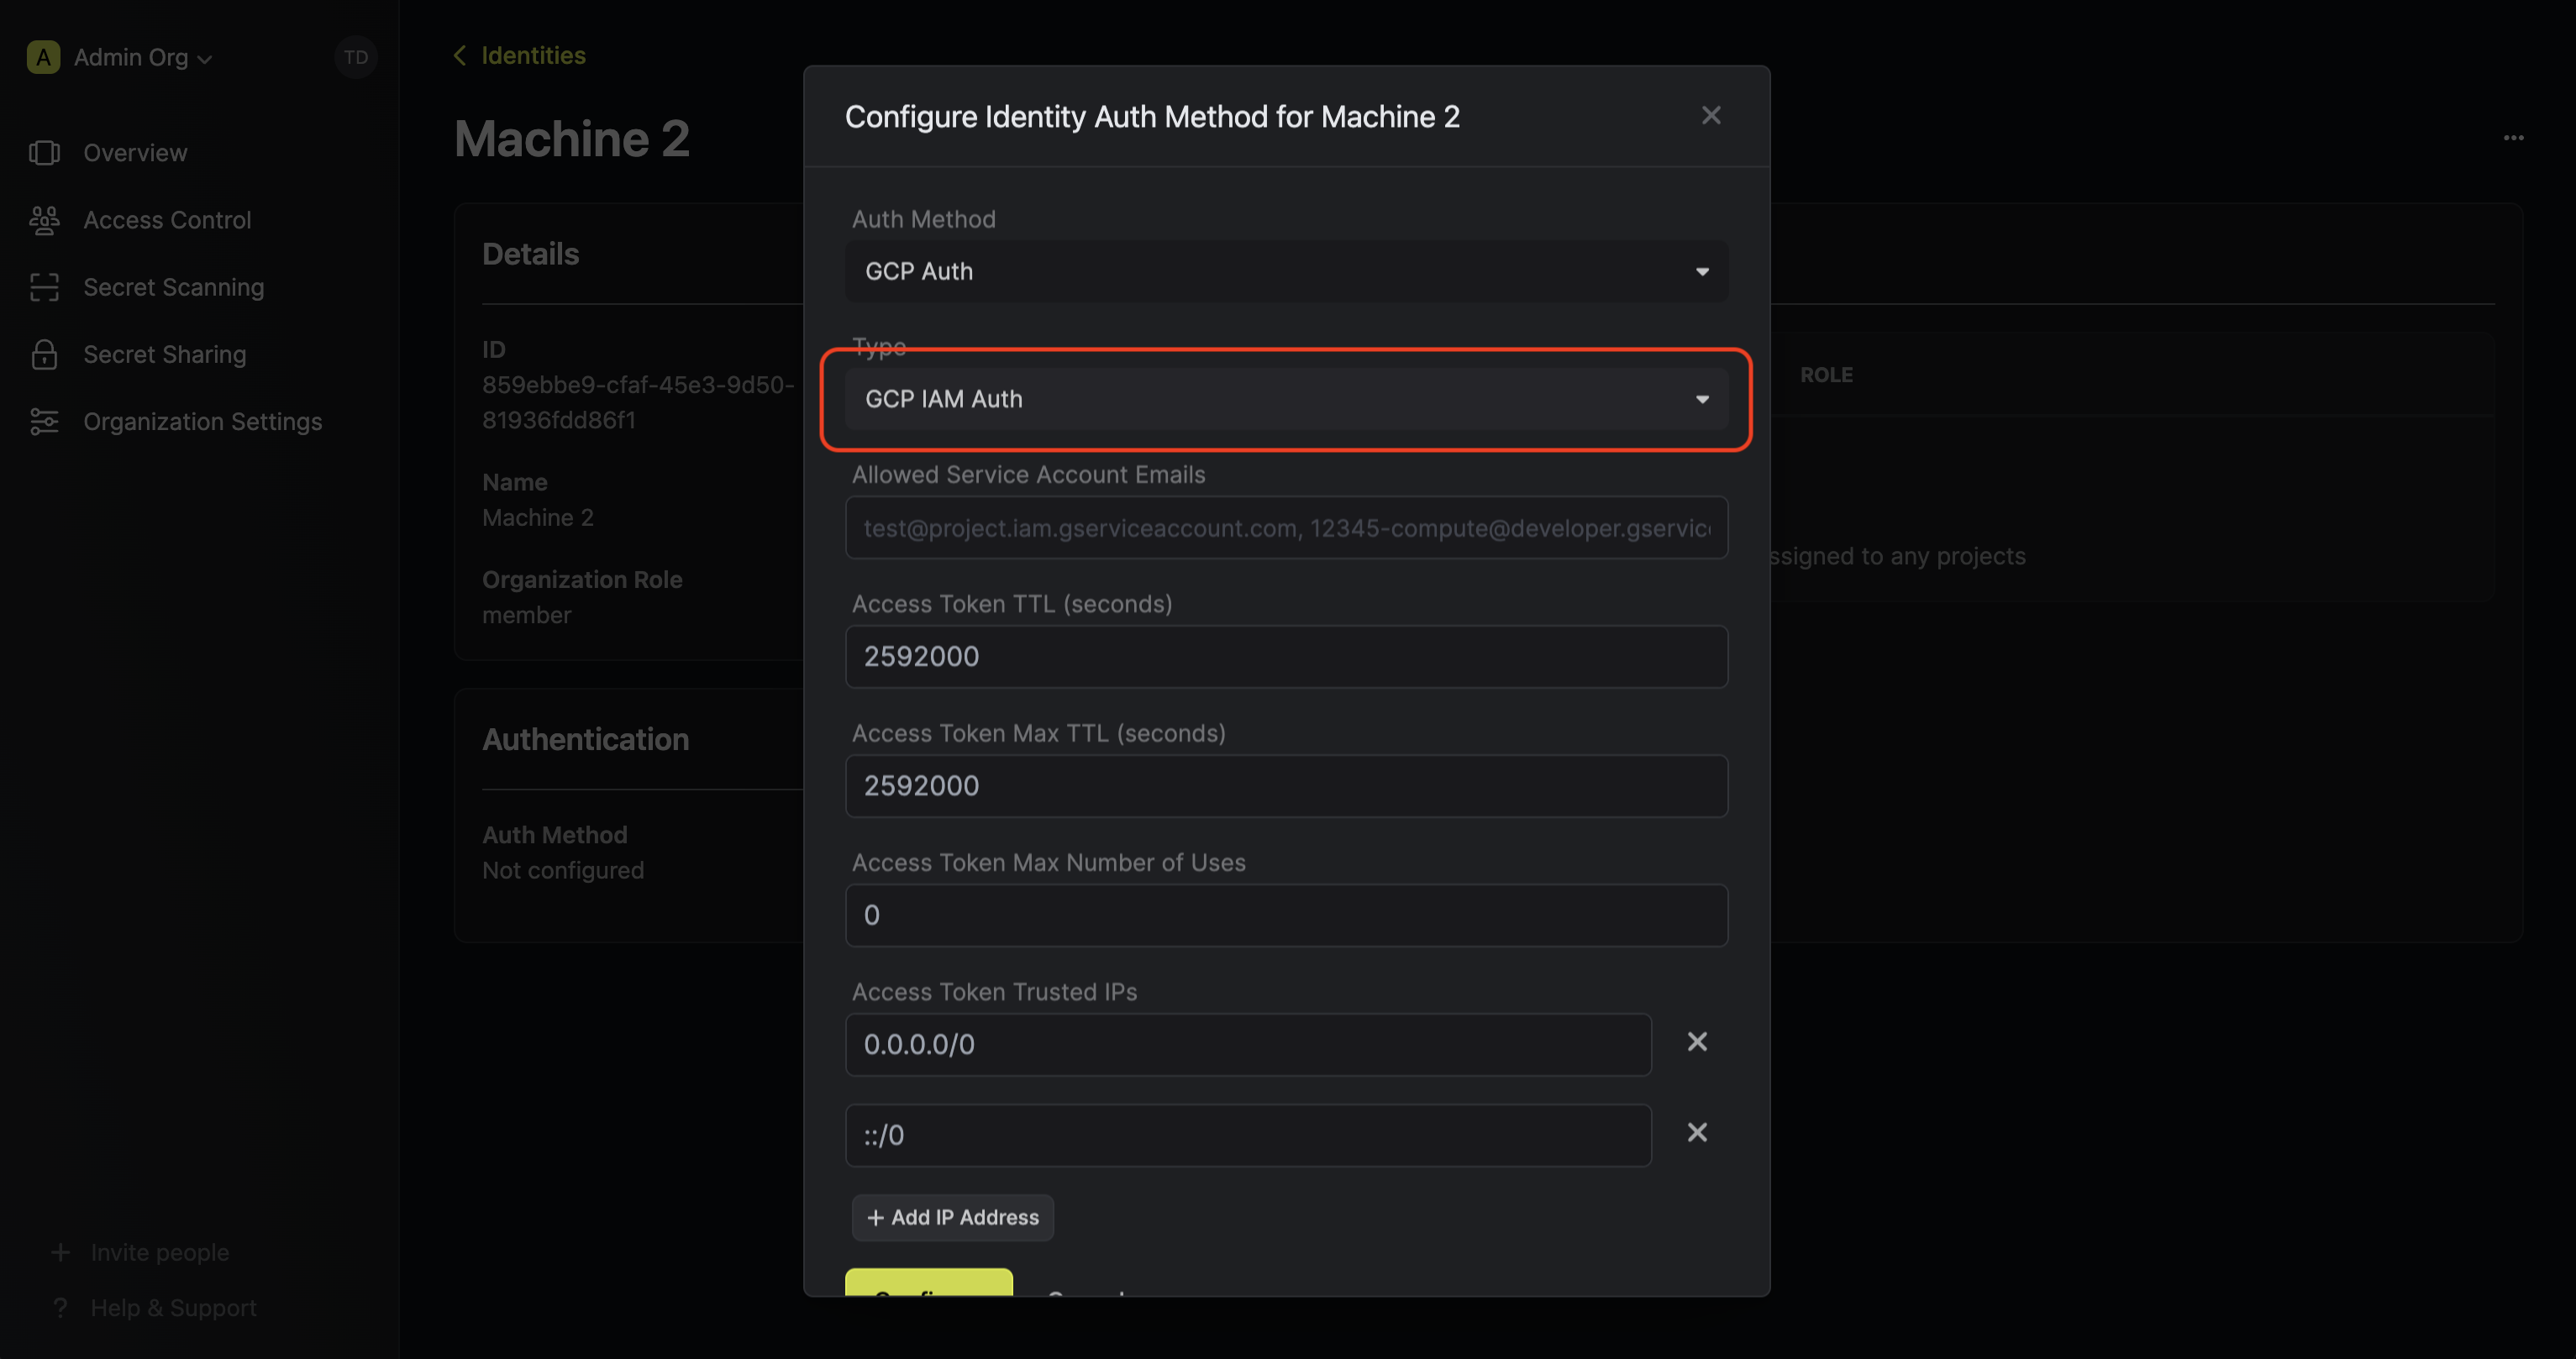 A Admin Org
TD
Overview
Access Control
Secret Scanning
Secret Sharing
Organization Settings
Invite people
? Help & Support
Identities
Machine 2
Details
ID
859ebbe9-cfaf-45e3-9d50-
81936fdd86f1
Name
Machine 2
Organization Role
member
Authentication
Auth Method
Not configured
Configure Identity Auth Method for Machine 2
Auth Method
GCP Auth
Type
GCP IAM Auth
Allowed Service Account Emails
test@project.iam.gserviceaccount.com, 12345-compute@developer.gservic
Access Token TTL (seconds)
2592000
Access Token Max TTL (seconds)
2592000
Access Token Max Number of Uses
0
Access Token Trusted IPs
0.0.0.0/0
::/0
+ Add IP Address
ROLE
ssigned to any projects